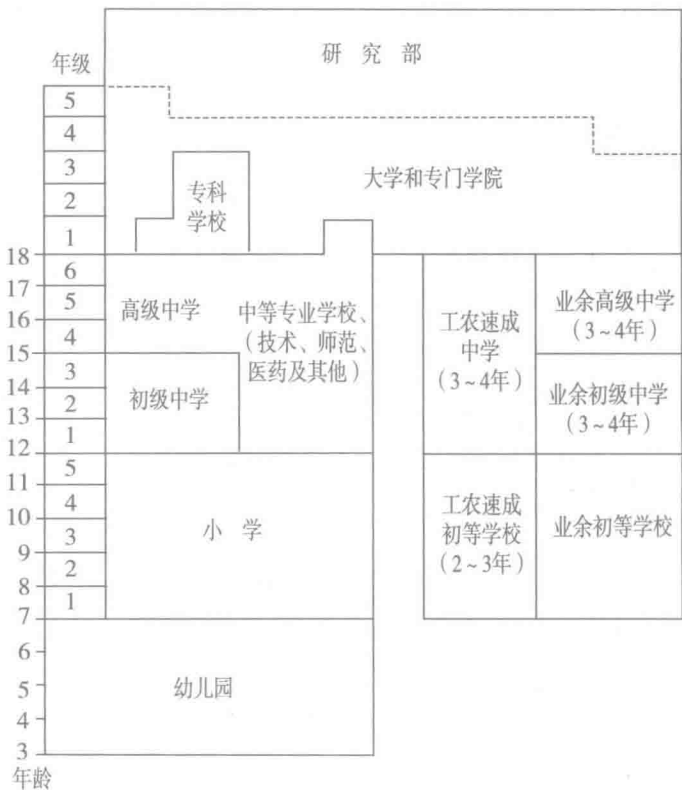 研 究 部
年级
5
4
3
2
1
大学和专门学院
专科
学校
18
17
16
15
14
13
12
11
10
9
8
7
6
5
4
3
年龄
6
5
4
3
2
1
5
4
3
2
1
高级中学
中等专业学校、
（技术、师范、
医药及其他）
初级中学
小 学
幼儿园
工农速成
中学
（3~4年）
业余高级中学
（3~4年）
业余初级中学
（3~4年）
工农速成
初等学校
（2~3年）
业余初等学校